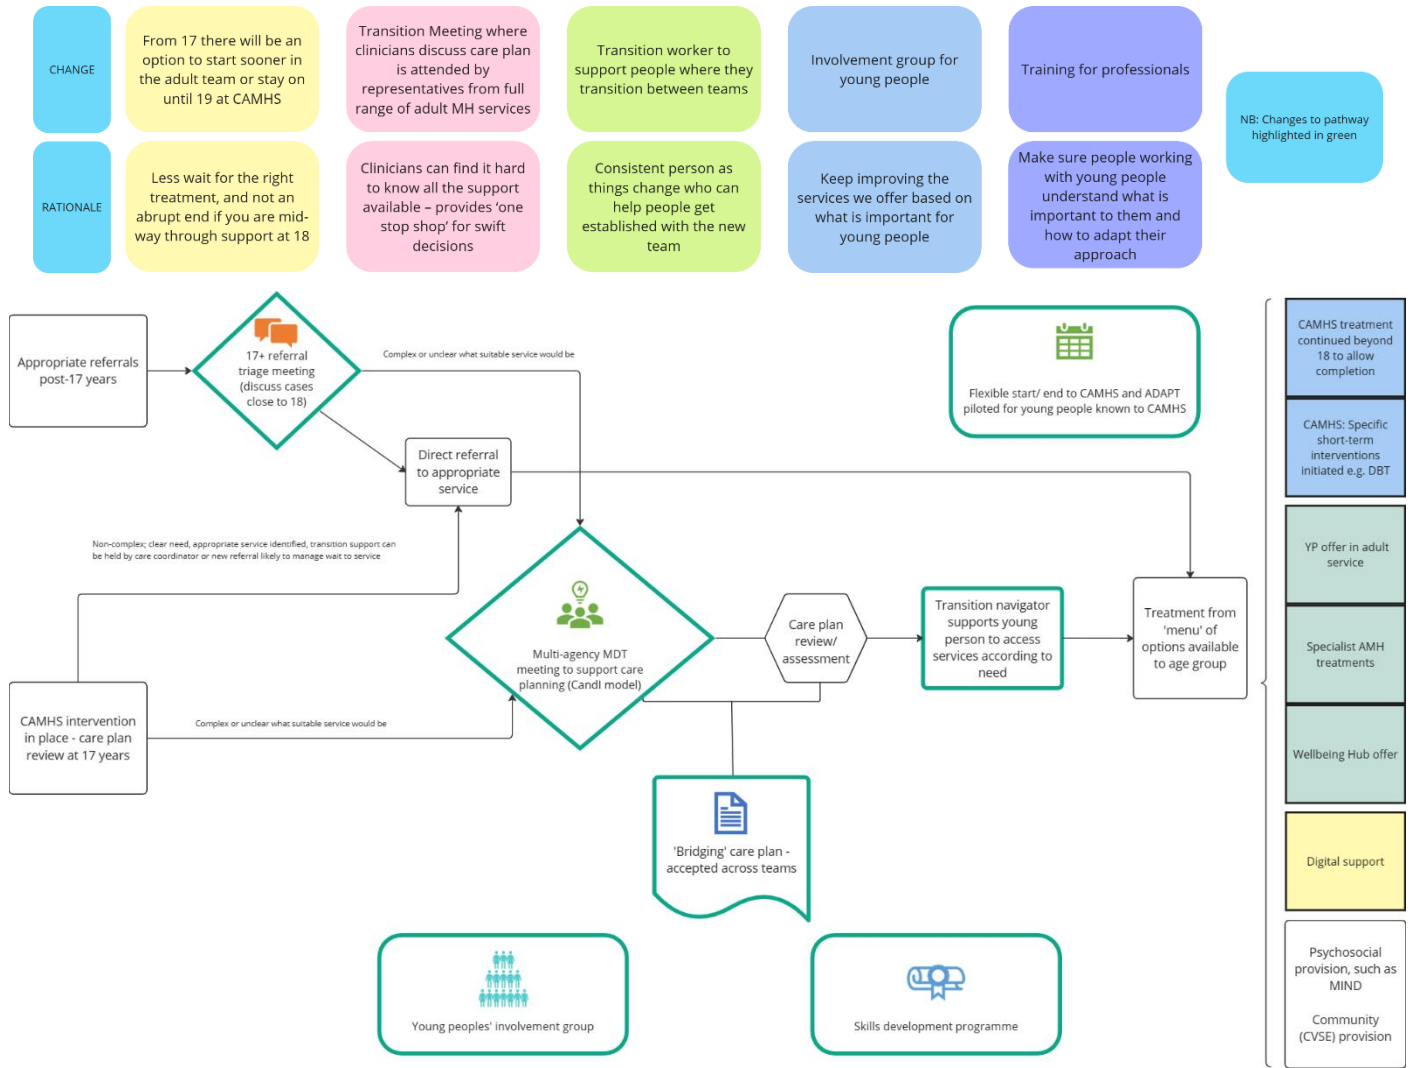 CHANGE
From 17 there will be an
option to start sooner in
the adult team or stay on
until 19 at CAMHS
Transition Meeting where
clinicians discuss care plan
is attended by
representatives from full
range of adult MH services
Transition worker to
support people where they
transition between teams
Involvement group for
young people
Training for professionals
NB: Changes to pathway
highlighted in green
RATIONALE
Less wait for the right
treatment, and not an
abrupt end if you are mid-
way through support at 18
Clinicians can find it hard
to know all the support
available – provides ‘one
stop shop’ for swift
decisions
Consistent person as
things change who can
help people get
established with the new
team
Keep improving the
services we offer based on
what is important for
young people
Make sure people working
with young people
understand what is
important to them and
how to adapt their
approach
Appropriate referrals
post-17 years
17+ referral
triage meeting
(discuss cases
close to 18)
Complex or unclear what suitable service would be
Flexible start/ end to CAMHS and ADAPT
piloted for young people known to CAMHS
Direct referral
to appropriate
service
Non-complex; clear need, appropriate service identified, transition support can
be held by care coordinator or new referral likely to manage wait to service
Multi-agency MDT
meeting to support care
planning (CandI model)
Care plan
review/
assessment
Transition navigator
supports young
person to access
services according to
need
Treatment from
'menu' of
options available
to age group
CAMHS intervention
in place - care plan
review at 17 years
Complex or unclear what suitable service would be
'Bridging' care plan -
accepted across teams
Young peoples' involvement group
Skills development programme
CAMHS treatment
continued beyond
18 to allow
completion
CAMHS: Specific
short-term
interventions
initiated e.g. DBT
YP offer in adult
service
Specialist AMH
treatments
Wellbeing Hub offer
Digital support
Psychosocial
provision, such as
MIND
Community
(CVSE) provision